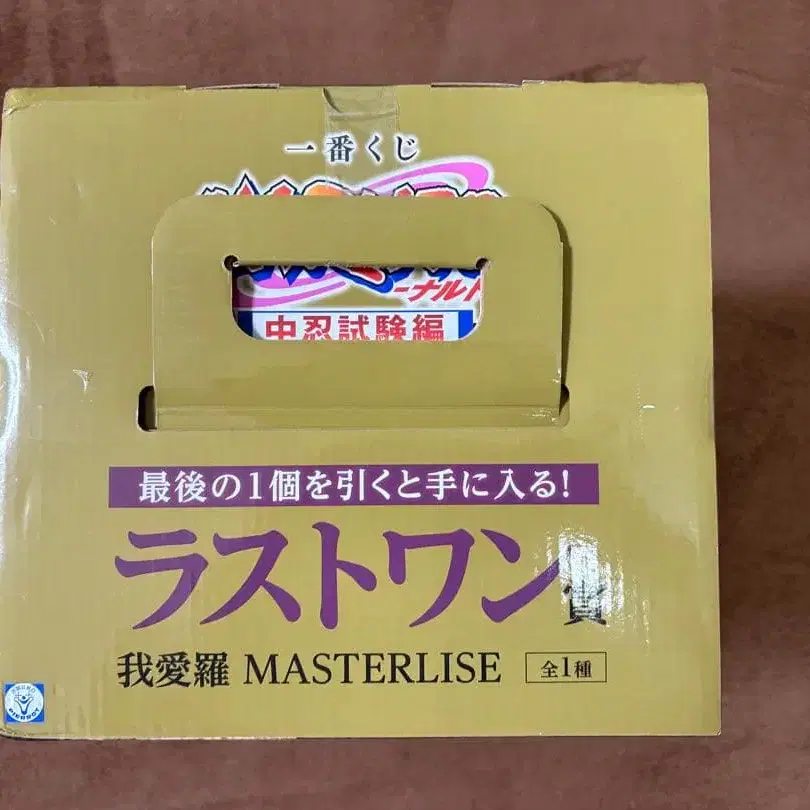 一番くじ
ーナルト
中忍試験編
最後の1個を引くと手に入る!
ラストワン賞
我愛羅 MASTERLISE 全1種